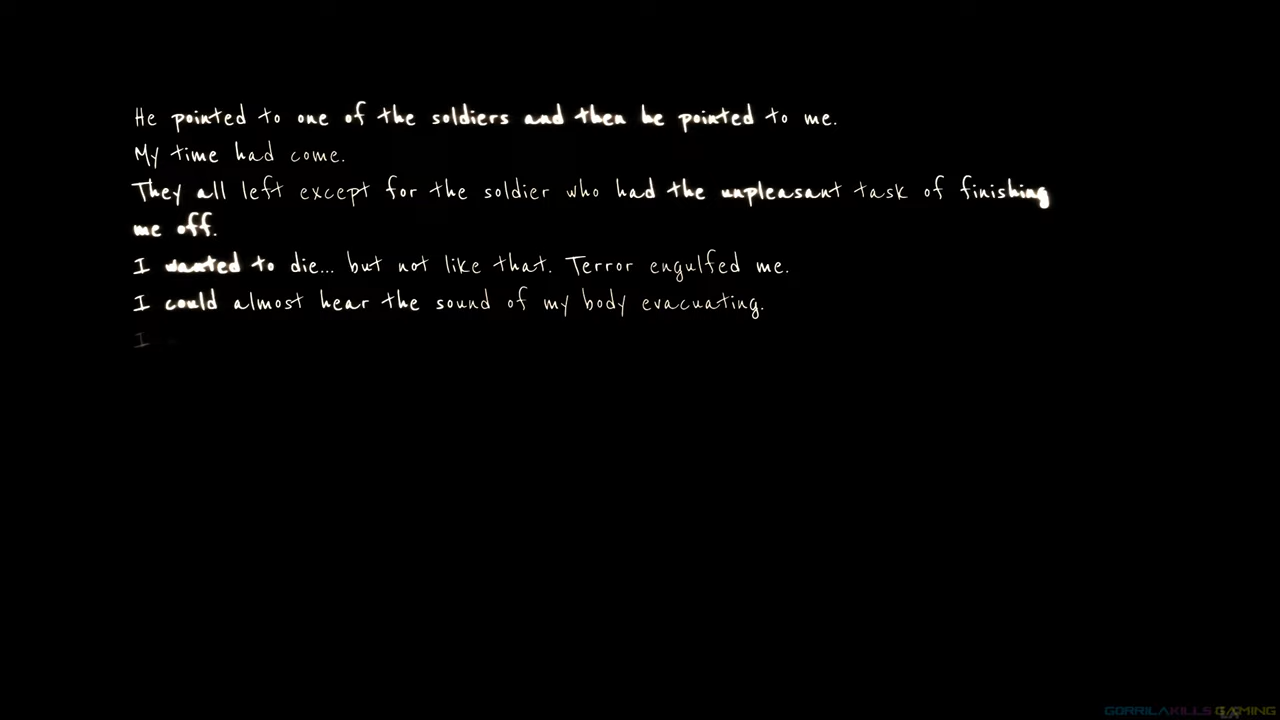 He pointed to one of the soldiers and then he pointed to me.
My time had come.
They all left except for the soldier who had the unpleasant task of finishing
me off.
I wanted to die... but not like that. Terror engulfed me.
I could almost hear the sound of my body evacuating.
I
GORRILAKILLS GAMING